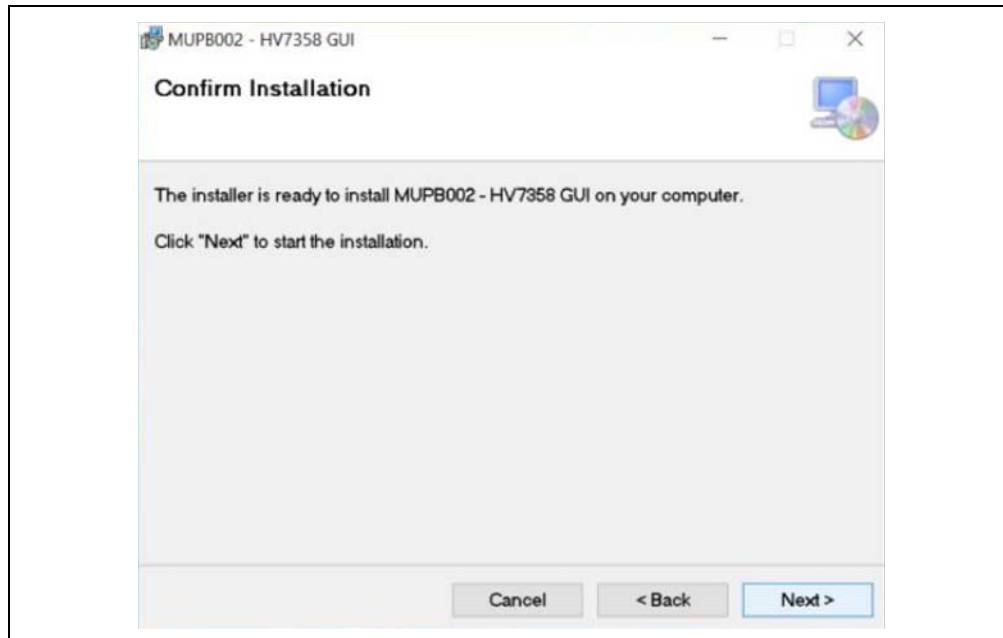 MUPB002 - HV7358 GUI
Confirm Installation
The installer is ready to install MUPB002 - HV7358 GUI on your computer.
Click "Next" to start the installation.
Cancel
< Back
Next >